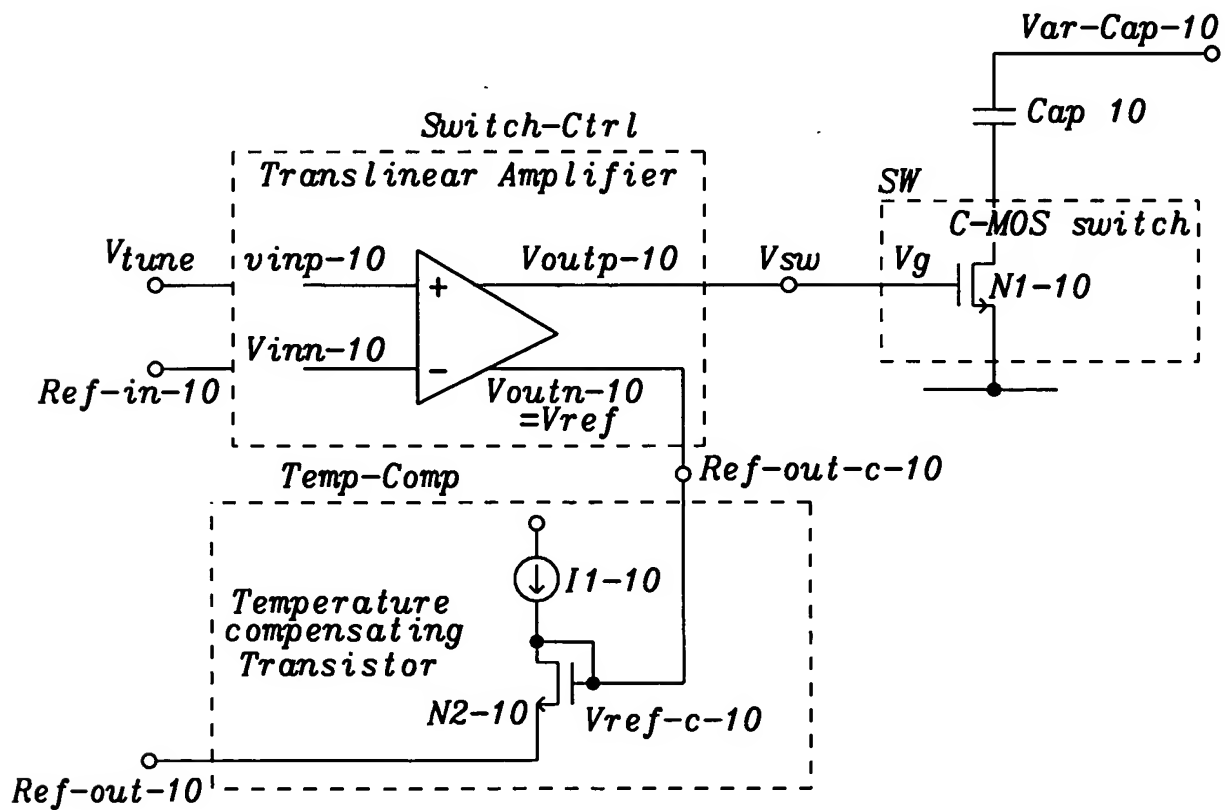 Var-Cap-10
Cap 10
Switch-Ctrl
Translinear Amplifier
SW
C-MOS switch
Vtune
vinp-10
Voutp-10
Vsw
Vg
N1-10
+
Vinn-10
-
Ref-in-10
Voutn-10
=Vref
Temp-Comp
Ref-out-c-10
I1-10
Temperature
compensating
Transistor
N2-10
Vref-c-10
Ref-out-10